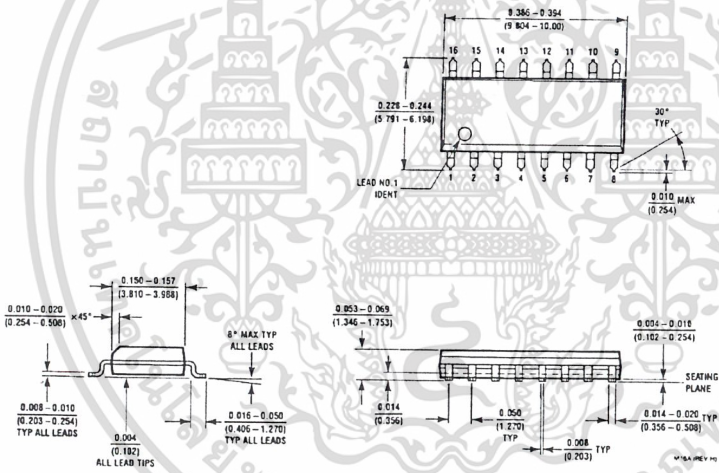 0.386 – 0.394
(9.804 – 10.00)
16 15 14 13 12 11 10 9
0.228 – 0.244
(5.791 – 6.198)
30°
TYP
LEAD NO.1
IDENT
1 2 3 4 5 6 7 8
0.010 MAX
(0.254)
0.150 – 0.157
(3.810 – 3.988)
0.010 – 0.020 ×45°
(0.254 – 0.508)
8° MAX TYP
ALL LEADS
0.008 – 0.010
(0.203 – 0.254)
TYP ALL LEADS
0.004
(0.102)
ALL LEAD TIPS
0.016 – 0.050
(0.406 – 1.270)
TYP ALL LEADS
0.053 – 0.069
(1.346 – 1.753)
0.004 – 0.010
(0.102 – 0.254)
SEATING
PLANE
0.014
(0.356)
0.050
(1.270)
TYP
0.008 TYP
(0.203)
0.014 – 0.020 TYP
(0.356 – 0.508)
M16A (REV H)